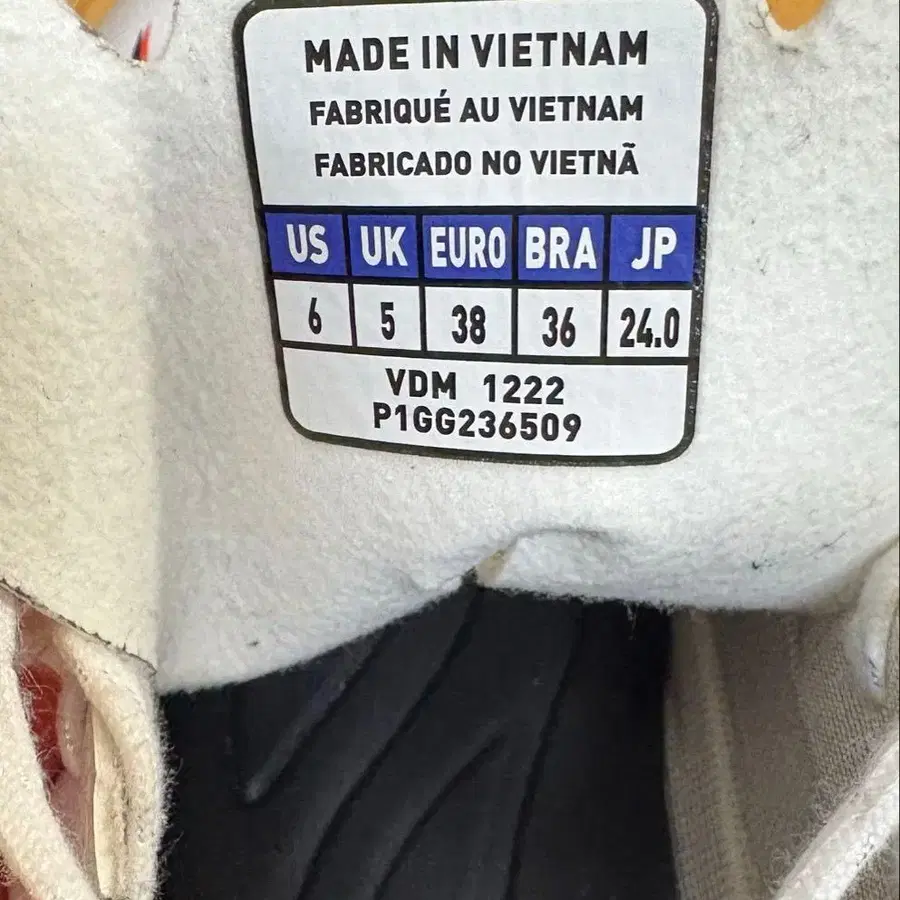 MADE IN VIETNAM
FABRIQUÉ AU VIETNAM
FABRICADO NO VIETNÃ
US UK EURO BRA JP
6 5 38 36 24.0
VDM 1222
P1GG236509